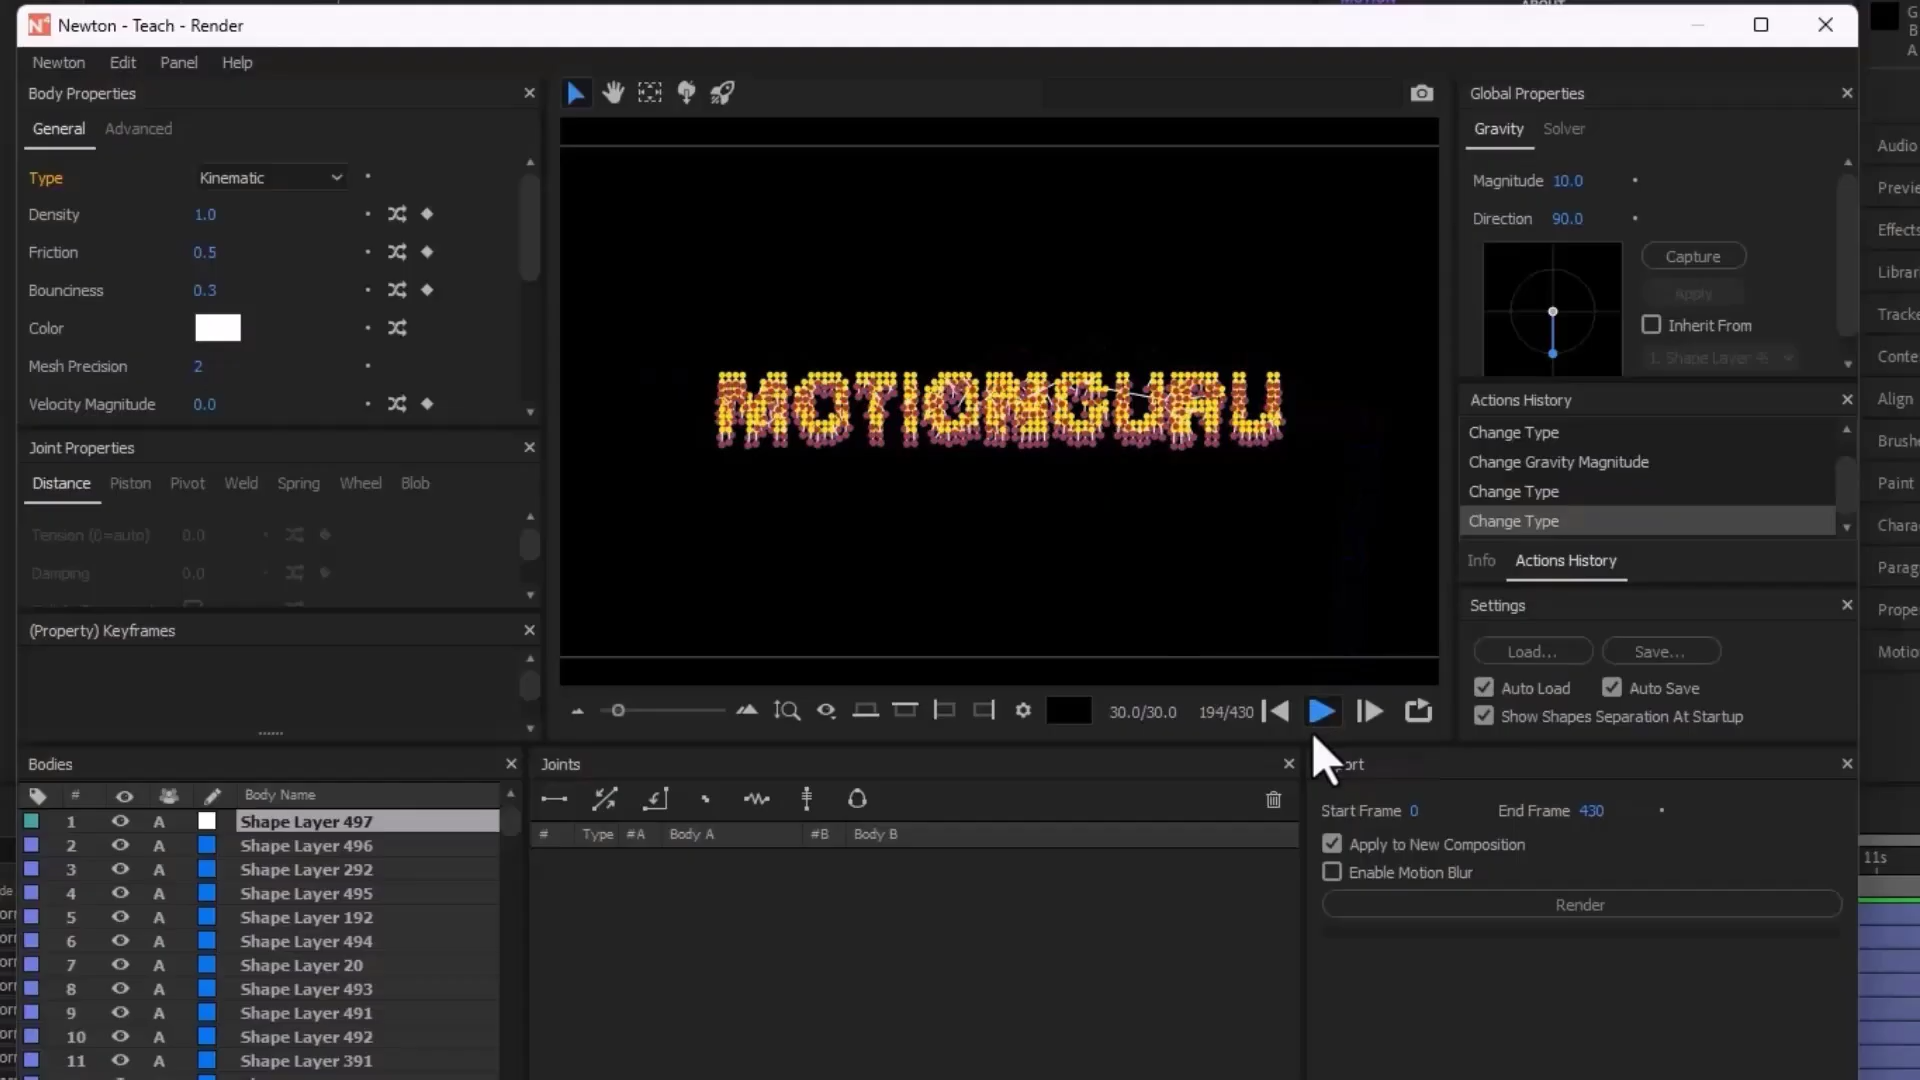 Newton - Teach - Render
Newton Edit Panel Help
Body Properties
General Advanced
Type Kinematic
Density 1.0
Friction 0.5
Bounciness 0.3
Color
Mesh Precision 2
Velocity Magnitude 0.0
Joint Properties
Distance Piston Pivot Weld Spring Wheel Blob
Tension (0=auto) 0.0
Damping 0.0
(Property) Keyframes
MOTIONGURU
30.0/30.0 194/430
Global Properties
Gravity Solver
Magnitude 10.0
Direction 90.0
Capture
Apply
Inherit From
1. Shape Layer 4
Actions History
Change Type
Change Gravity Magnitude
Change Type
Change Type
Info Actions History
Settings
Load... Save...
Auto Load Auto Save
Show Shapes Separation At Startup
Bodies
# Body Name
1 A Shape Layer 497
2 A Shape Layer 496
3 A Shape Layer 292
4 A Shape Layer 495
5 A Shape Layer 192
6 A Shape Layer 494
7 A Shape Layer 20
8 A Shape Layer 493
9 A Shape Layer 491
10 A Shape Layer 492
11 A Shape Layer 391
Joints
# Type #A Body A #B Body B
ort
Start Frame 0 End Frame 430
Apply to New Composition
Enable Motion Blur
Render
Audio
Previe
Effects
Librar
Tracke
Conte
Align
Brushe
Paint
Chara
Parag
Prope
Motio
11s